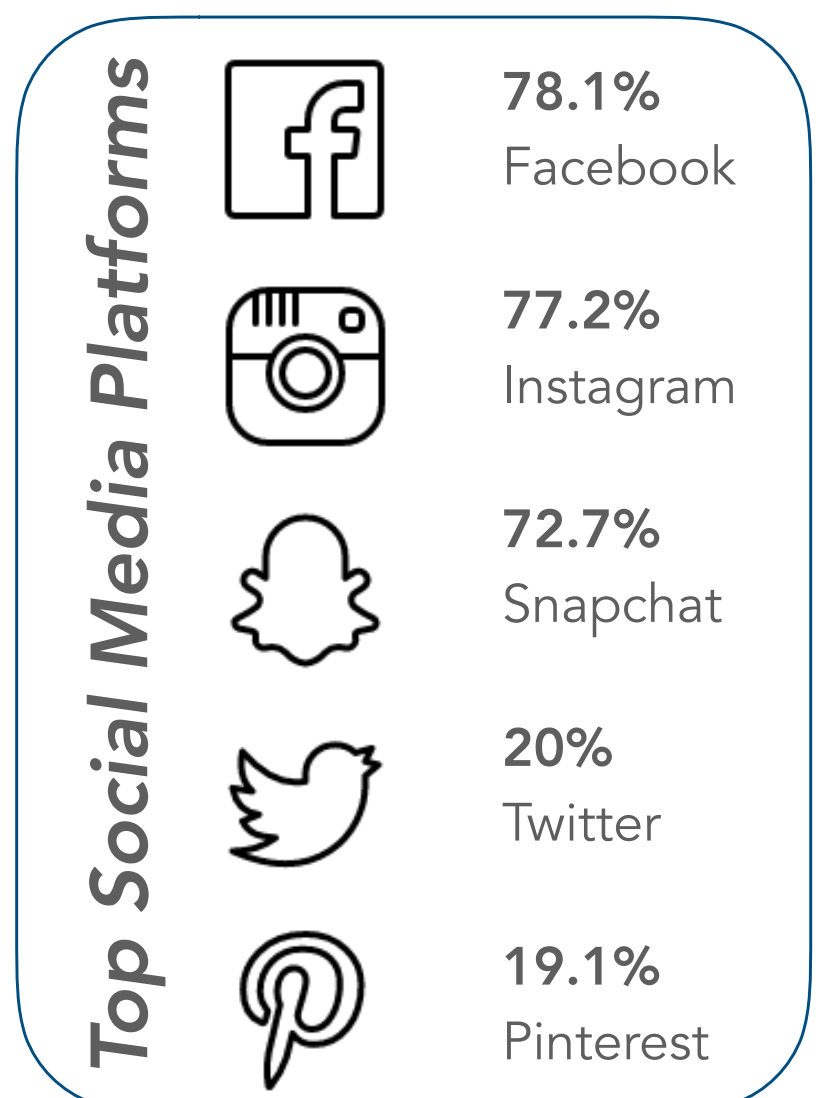 Top Social Media Platforms
78.1%
Facebook
77.2%
Instagram
72.7%
Snapchat
20%
Twitter
19.1%
Pinterest